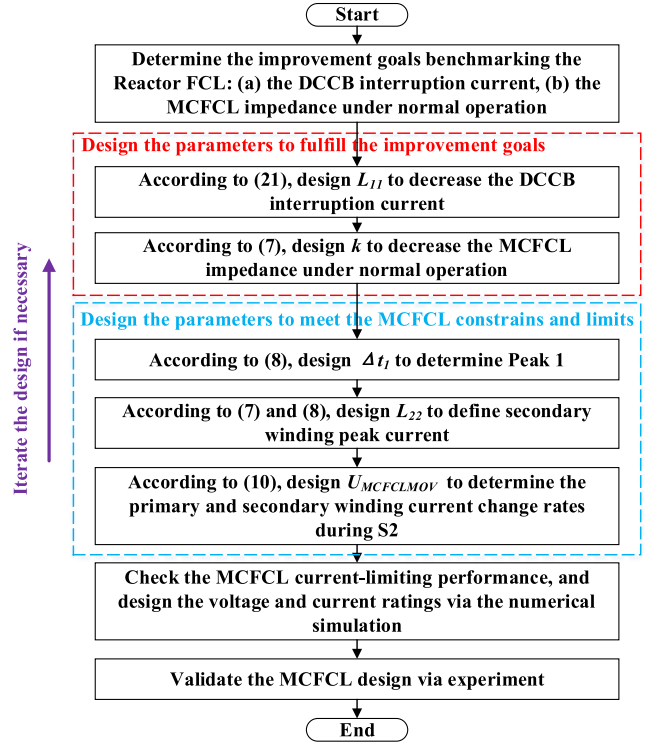 Start
Determine the improvement goals benchmarking the
Reactor FCL: (a) the DCCB interruption current, (b) the
MCFCL impedance under normal operation
Design the parameters to fulfill the improvement goals
According to (21), design L11 to decrease the DCCB
interruption current
According to (7), design k to decrease the MCFCL
impedance under normal operation
Iterate the design if necessary
Design the parameters to meet the MCFCL constrains and limits
According to (8), design Δt1 to determine Peak 1
According to (7) and (8), design L22 to define secondary
winding peak current
According to (10), design UMCFCLMOV to determine the
primary and secondary winding current change rates
during S2
Check the MCFCL current-limiting performance, and
design the voltage and current ratings via the numerical
simulation
Validate the MCFCL design via experiment
End